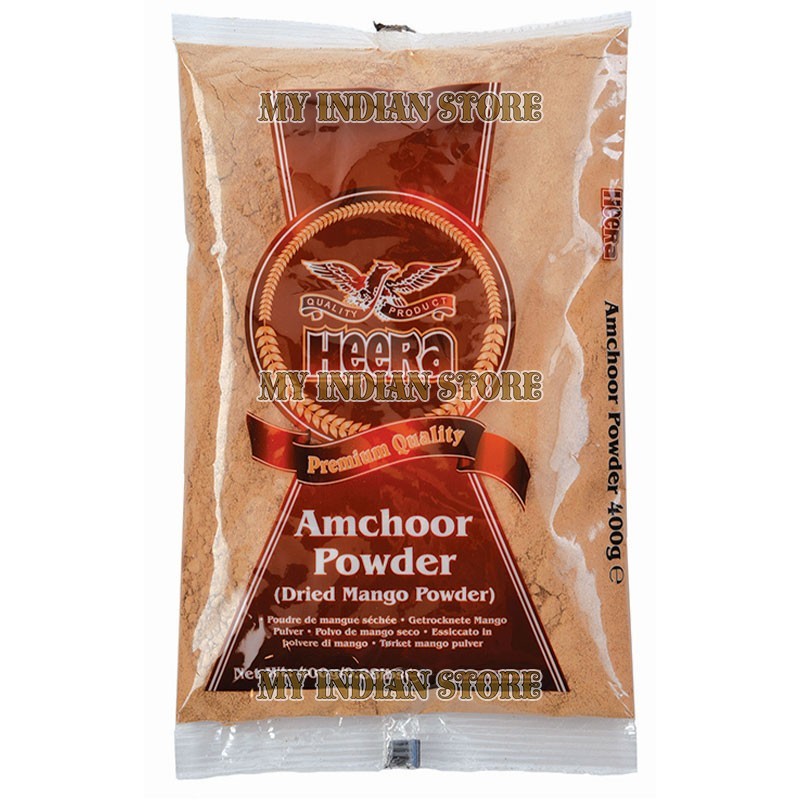 MY INDIAN STORE
QUALITY PRODUCT
HEERA
MY INDIAN STORE
Premium Quality
Amchoor
Powder
(Dried Mango Powder)
• Poudre de mangue séchée • Getrocknete Mango
Pulver • Polvo de mango seco • Essiccato in
polvere di mango • Tørket mango pulver
Net Wt.
MY INDIAN STORE
HEERA
Amchoor Powder 400g e